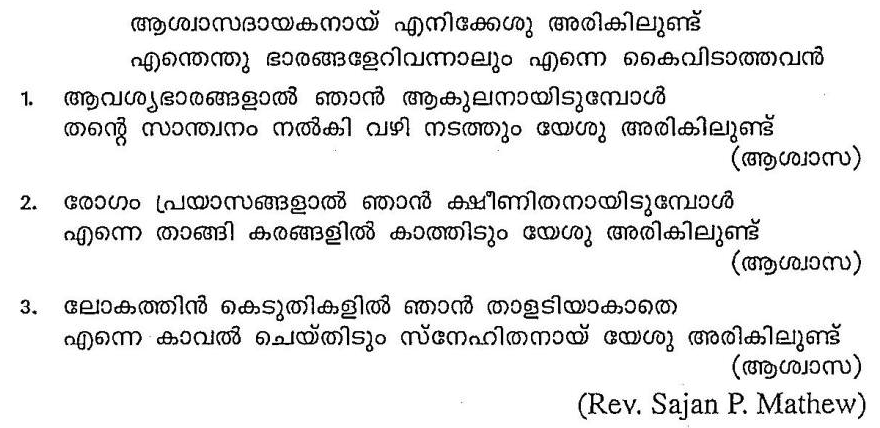 ആശ്വാസദായകനായ് എനിക്കേശു അരികിലുണ്ട്
എന്തെന്തു ഭാരങ്ങളേറിവന്നാലും എന്നെ കൈവിടാത്തവൻ
1. ആവശ്യഭാരങ്ങളാൽ ഞാൻ ആകുലനായിടുമ്പോൾ
തന്റെ സാന്ത്വനം നൽകി വഴി നടത്തും യേശു അരികിലുണ്ട്
(ആശ്വാസ)
2. രോഗം പ്രയാസങ്ങളാൽ ഞാൻ ക്ഷീണിതനായിടുമ്പോൾ
എന്നെ താങ്ങി കരങ്ങളിൽ കാത്തിടും യേശു അരികിലുണ്ട്
(ആശ്വാസ)
3. ലോകത്തിൻ കെടുതികളിൽ ഞാൻ താളടിയാകാതെ
എന്നെ കാവൽ ചെയ്തിടും സ്നേഹിതനായ് യേശു അരികിലുണ്ട്
(ആശ്വാസ)
(Rev. Sajan P. Mathew)